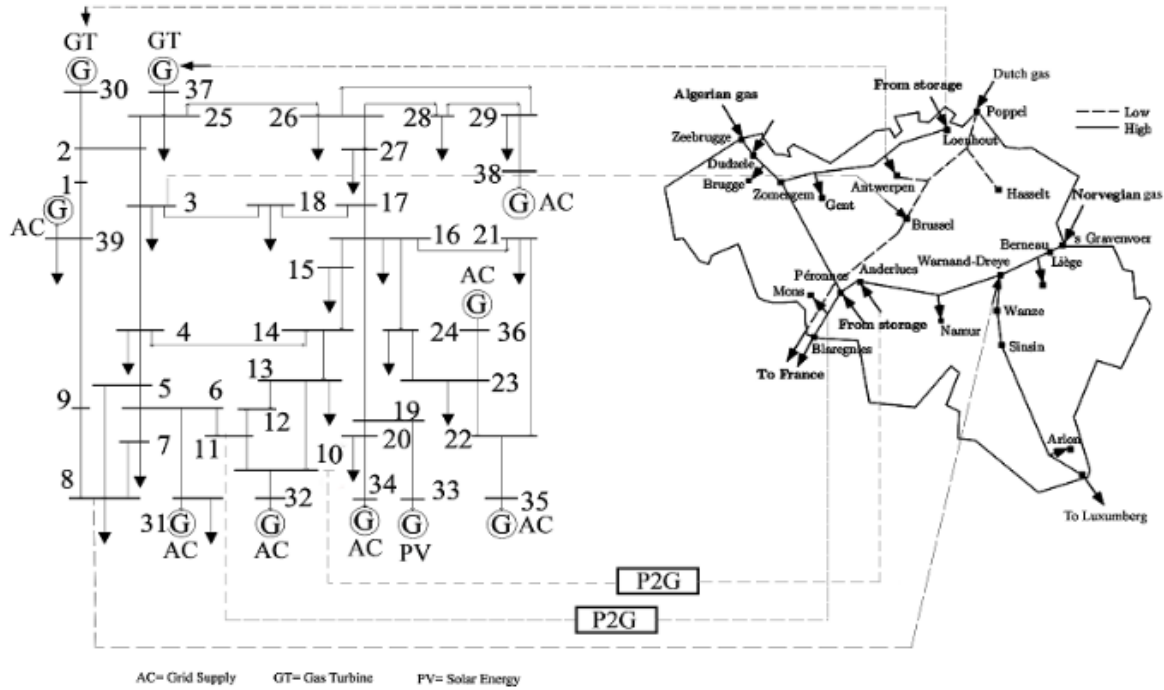 GT
GT
G
G
30
37
25
26
28
29
2
27
1
38
G
G
AC
AC
3
18
17
39
16
21
15
AC
G
4
14
24
36
13
5
6
23
9
12
19
7
11
10
20
22
8
32
34
33
35
31
G
G
G
G
G
AC
AC
AC
AC
PV
P2G
P2G
AC= Grid Supply
GT= Gas Turbine
PV= Solar Energy
Dutch gas
From storage
Algerian gas
Poppel
Low
High
Zeebrugge
Loenhout
Dudzele
Brugge
Zomergem
Antwerpen
Gent
Hasselt
Norvegian gas
Brussel
Berneau
's Gravenvoer
Warnand-Dreye
Liège
Péronnes
Anderlues
Mons
Wanze
From storage
Namur
Blaregnies
Sinsin
To France
Arlon
To Luxumberg